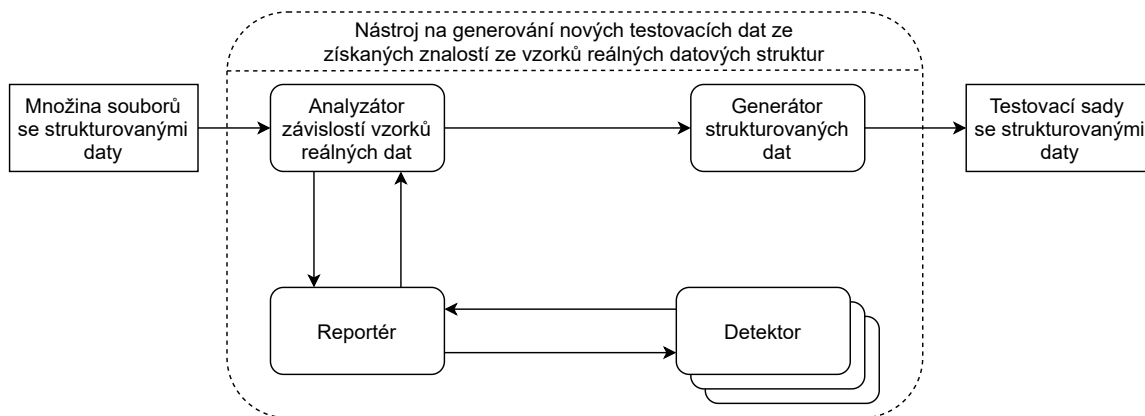 Nástroj na generování nových testovacích dat ze
získaných znalostí ze vzorků reálných datových struktur
Množina souborů
se strukturovanými
daty
Analyzátor
závislostí vzorků
reálných dat
Generátor
strukturovaných
dat
Testovací sady
se strukturovanými
daty
Reportér
Detektor